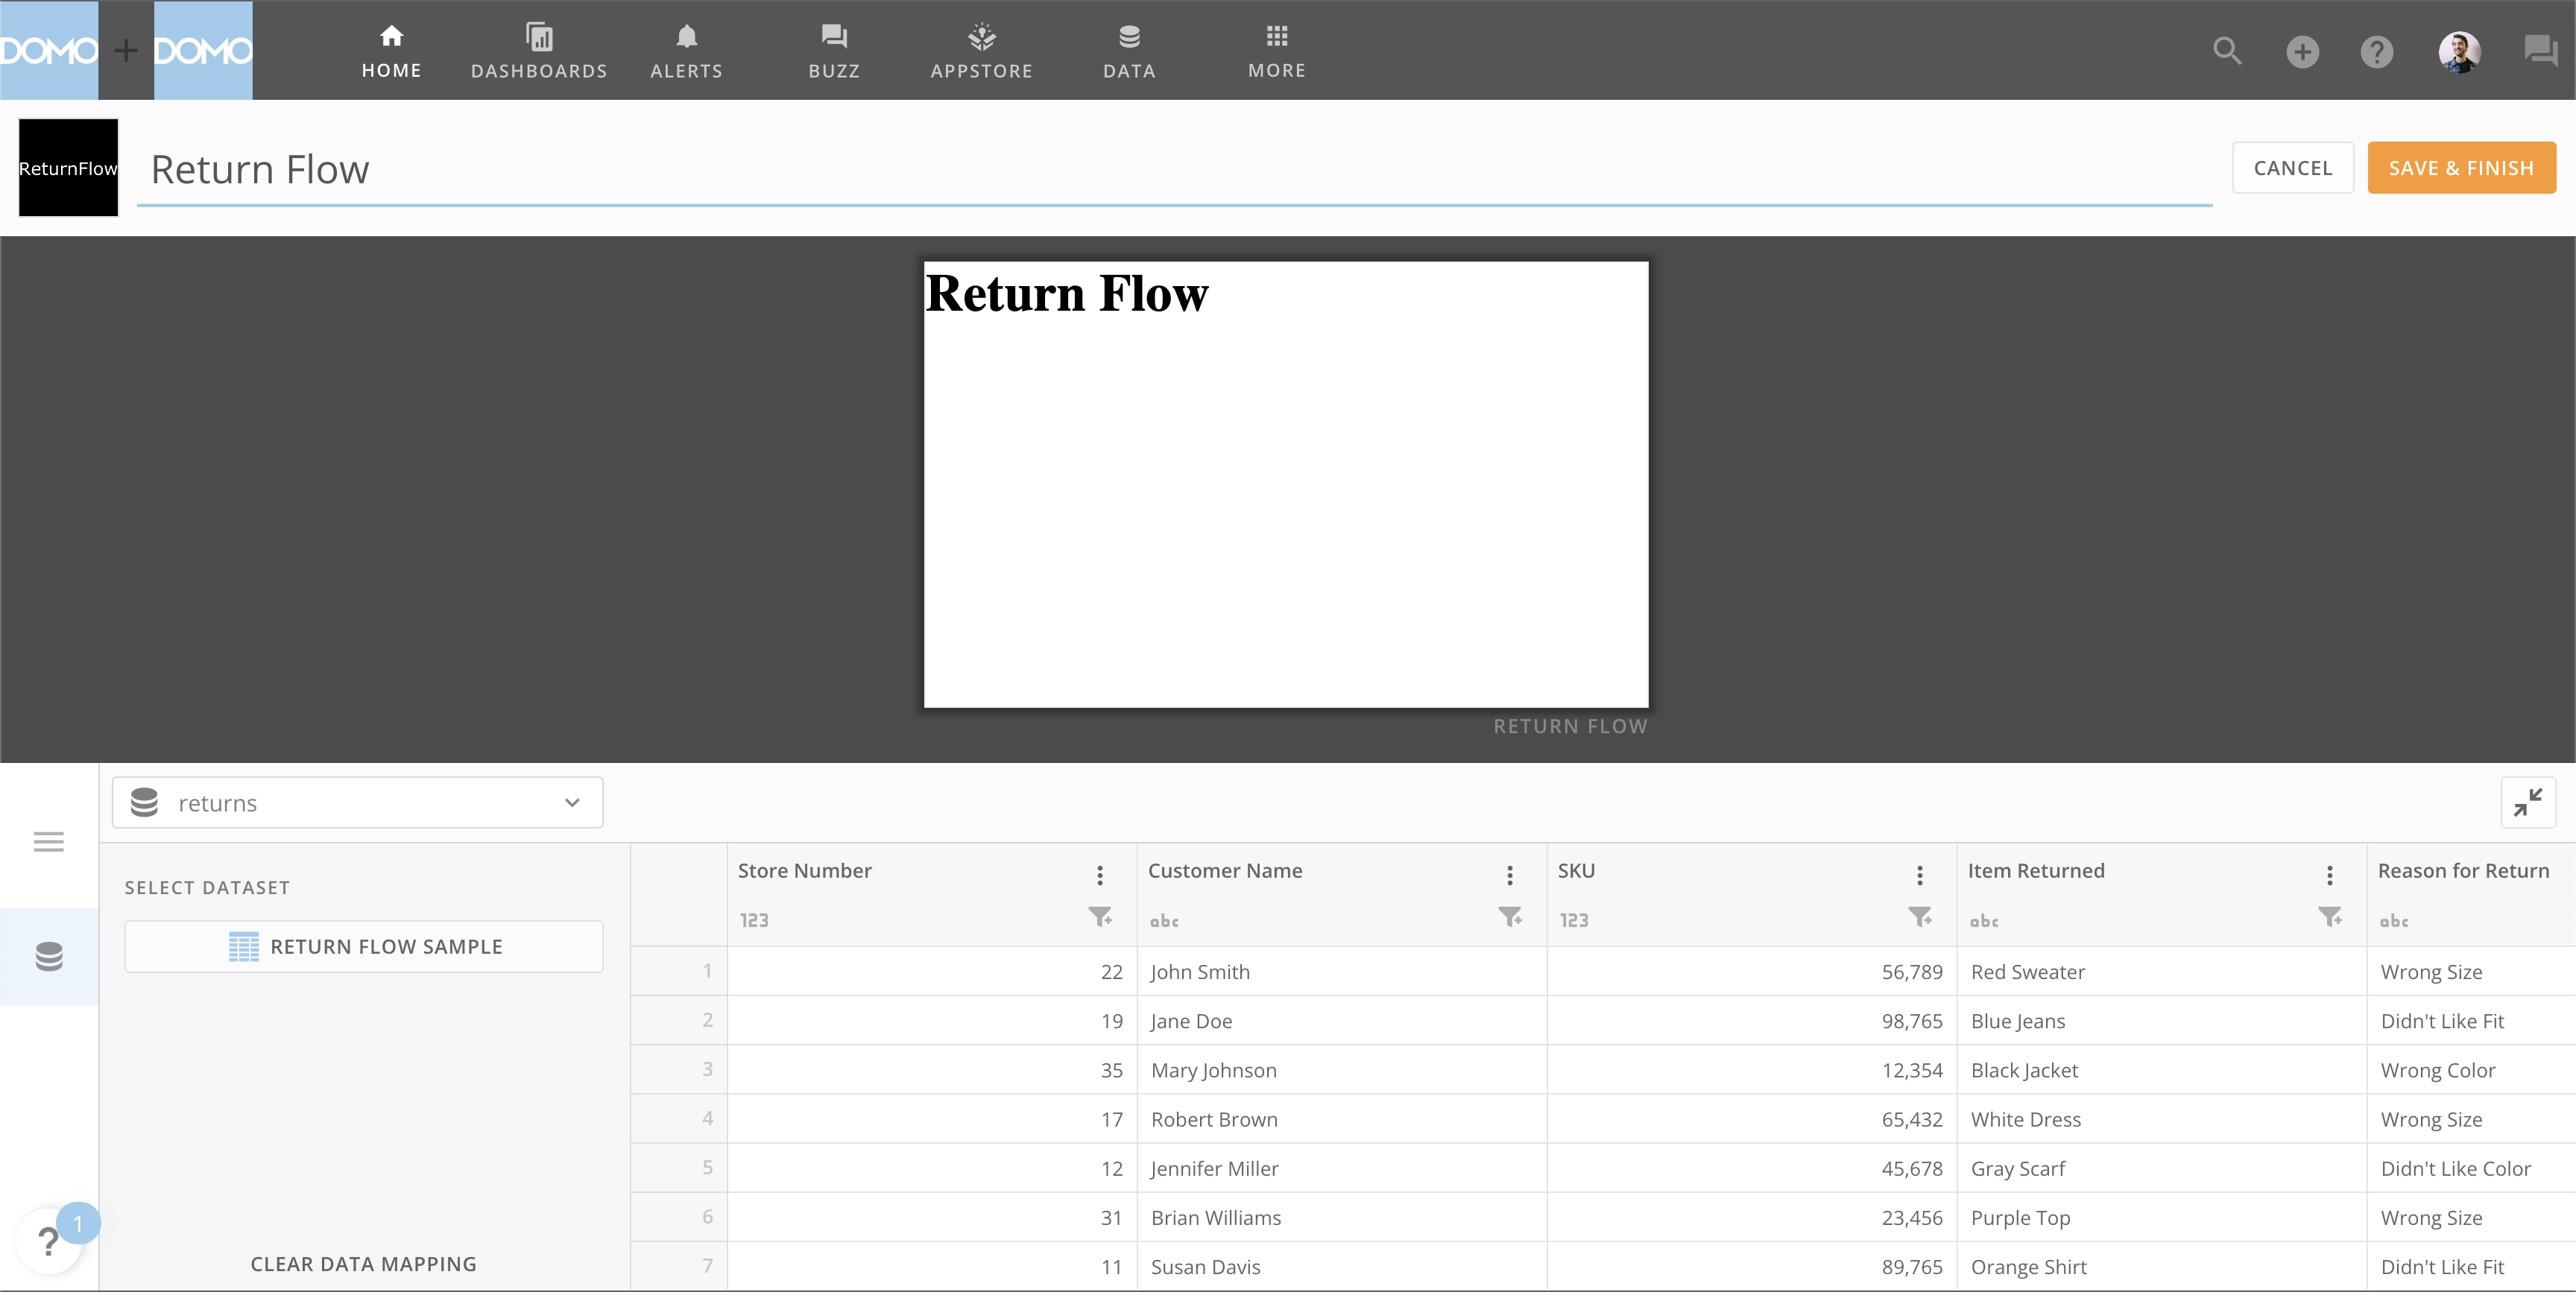 DOMO + DOMO
HOME DASHBOARDS ALERTS BUZZ APPSTORE DATA MORE
ReturnFlow
Return Flow
CANCEL
SAVE & FINISH
Return Flow
RETURN FLOW
returns
SELECT DATASET
RETURN FLOW SAMPLE
CLEAR DATA MAPPING
? 1
Store Number Customer Name SKU Item Returned Reason for Return
123 abc 123 abc abc
1 22 John Smith 56,789 Red Sweater Wrong Size
2 19 Jane Doe 98,765 Blue Jeans Didn't Like Fit
3 35 Mary Johnson 12,354 Black Jacket Wrong Color
4 17 Robert Brown 65,432 White Dress Wrong Size
5 12 Jennifer Miller 45,678 Gray Scarf Didn't Like Color
6 31 Brian Williams 23,456 Purple Top Wrong Size
7 11 Susan Davis 89,765 Orange Shirt Didn't Like Fit